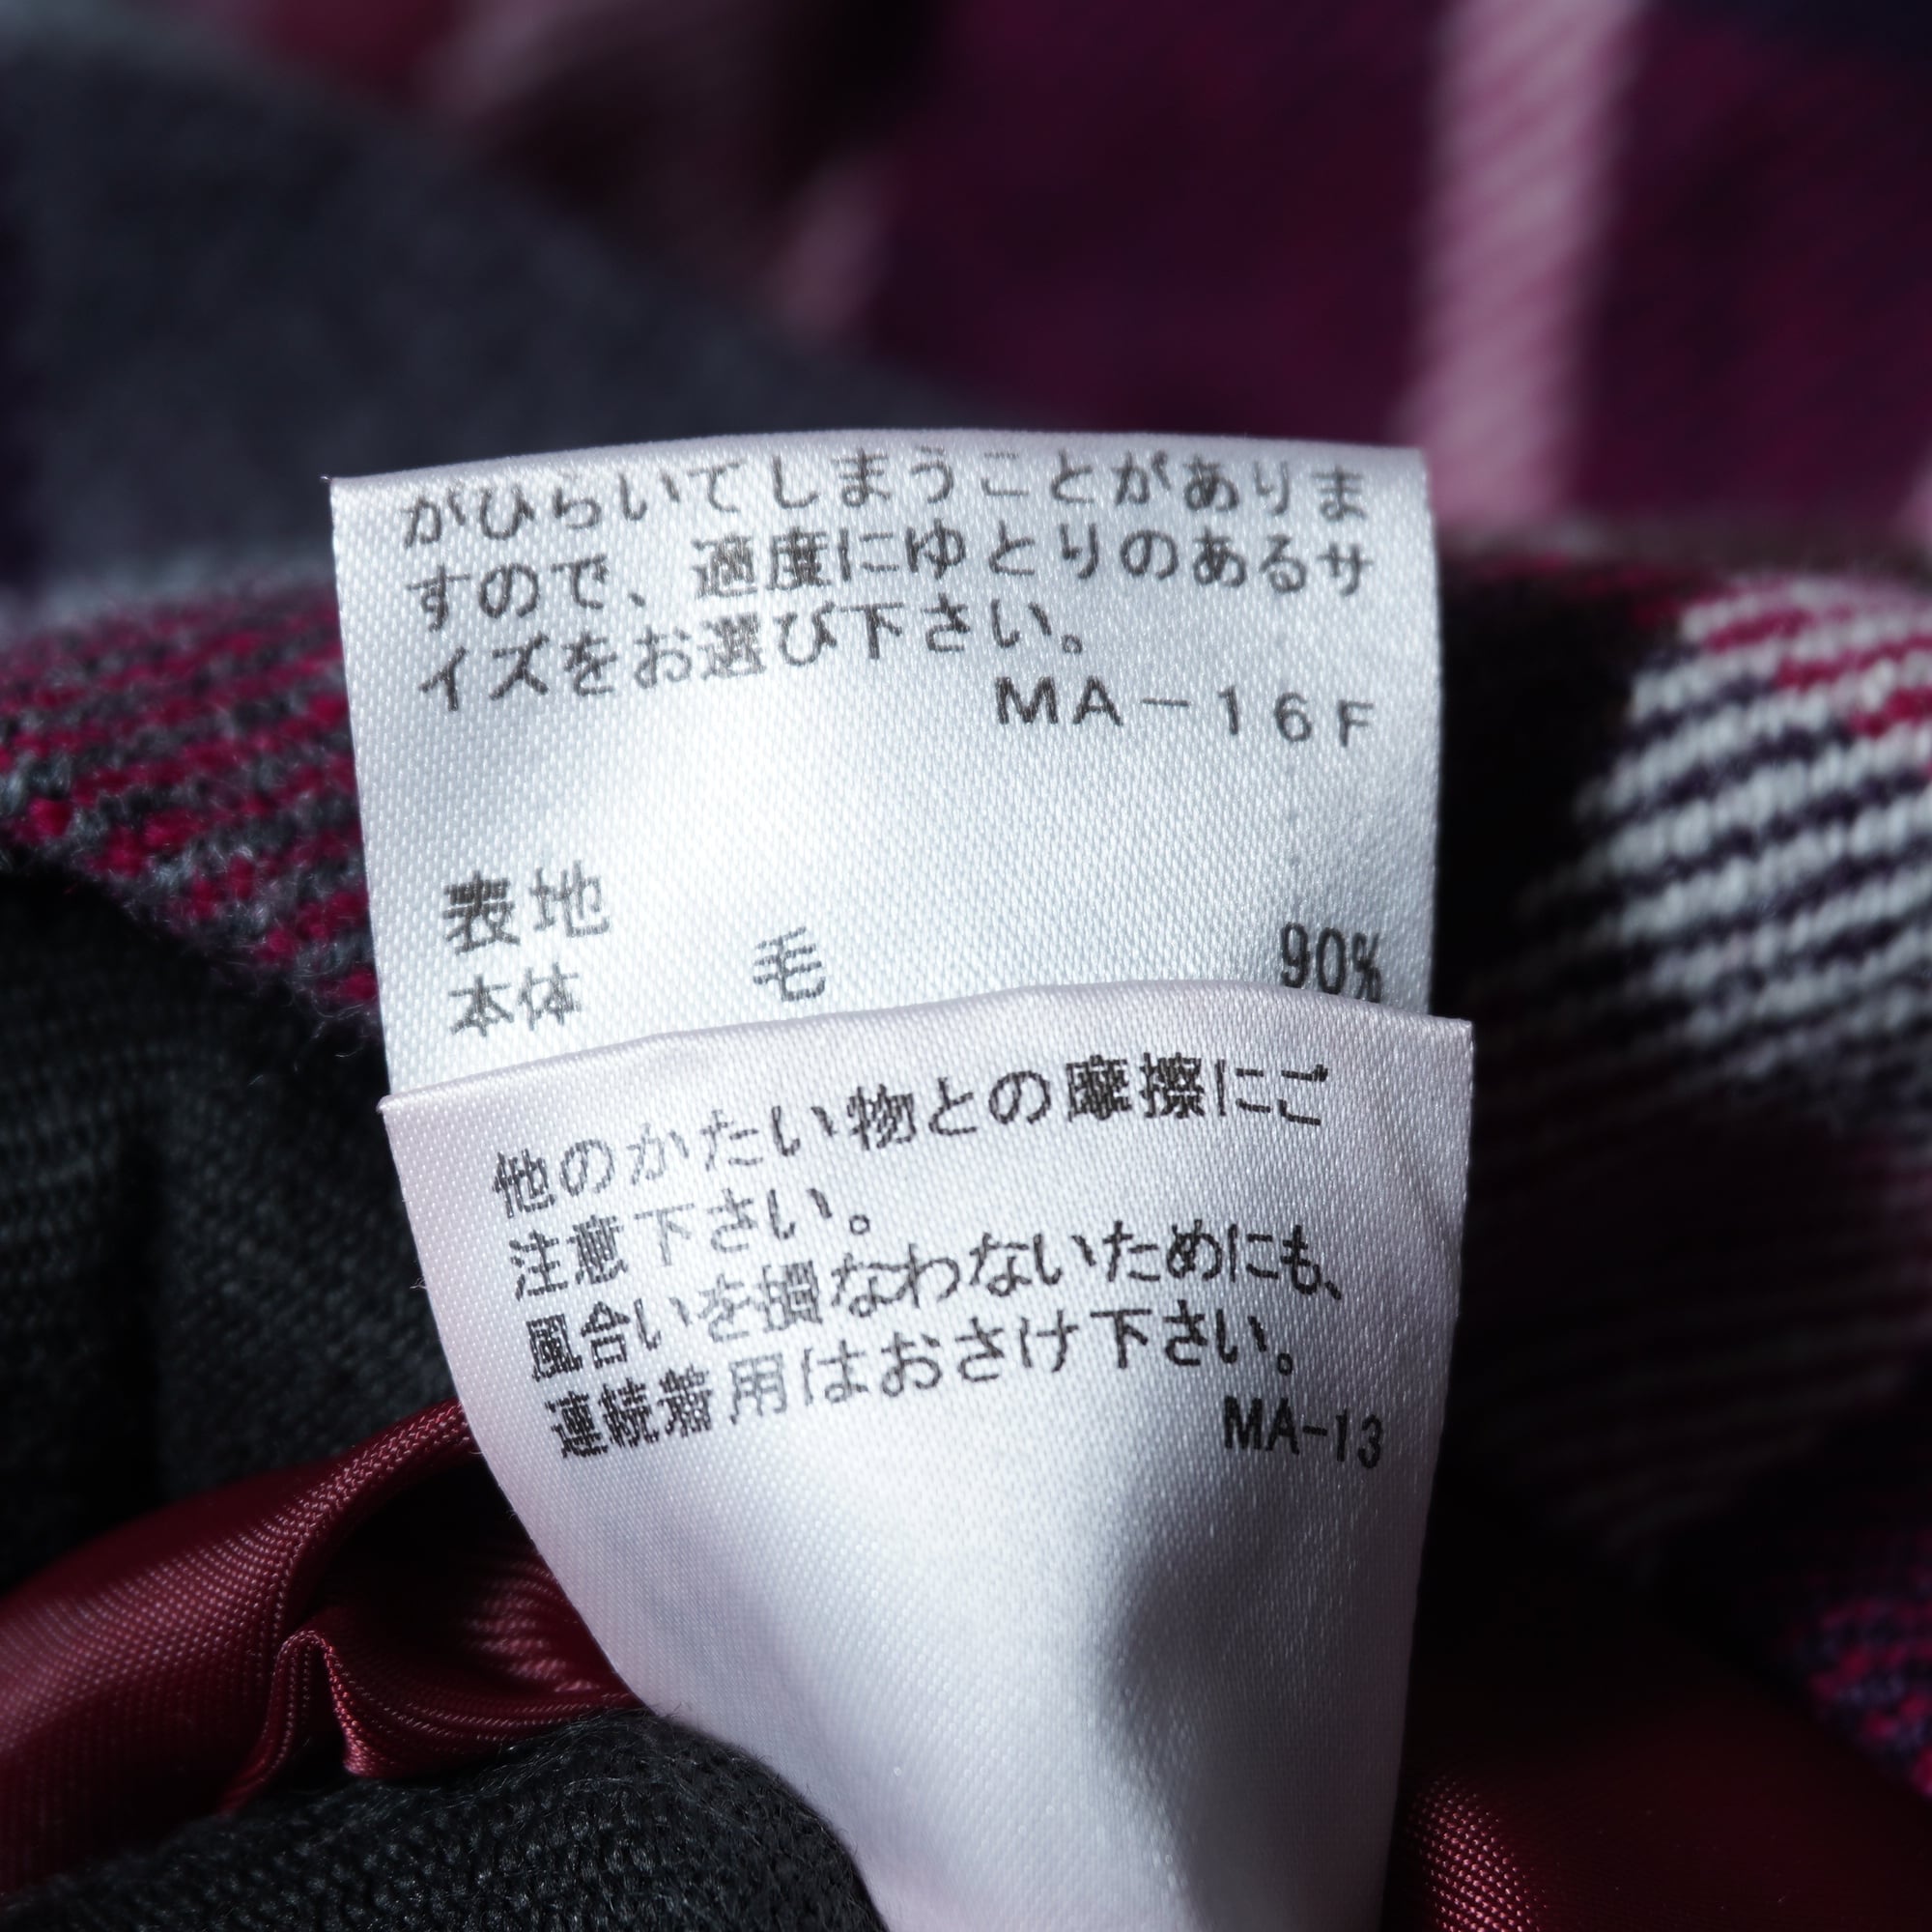 がひらいてしまうことがありま
すので、適度にゆとりのあるサ
イズをお選び下さい。
MA-16F
表地
本体 毛 90%
他のかたい物との摩擦にご
注意下さい。
風合いを損なわないためにも、
連続着用はおさけ下さい。
MA-13